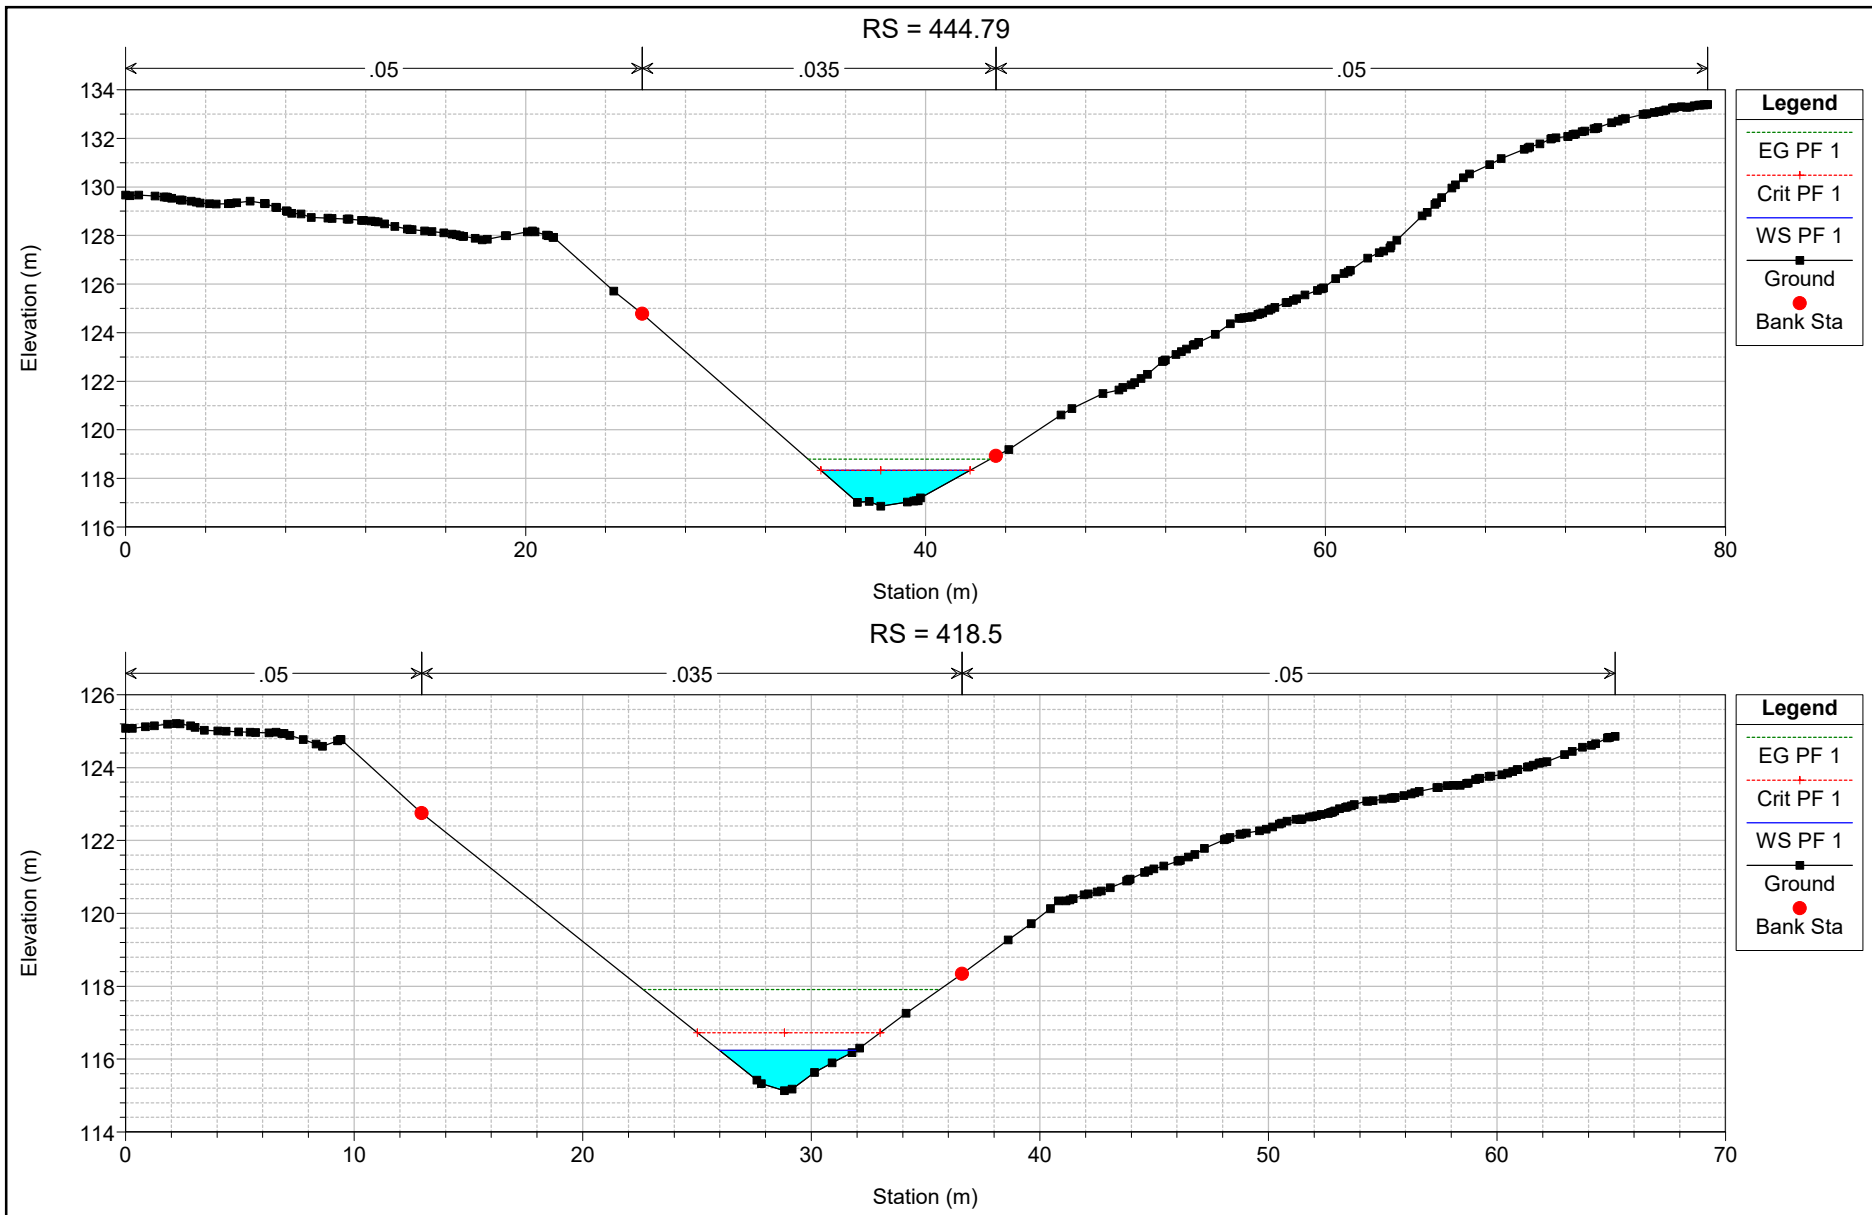 RS = 444.79
.05 .035 .05
134
132
130
128
126
124
122
120
118
116
0 20 40 60 80
Elevation (m)
Station (m)
Legend
EG PF 1
Crit PF 1
WS PF 1
Ground
Bank Sta
RS = 418.5
.05 .035 .05
126
124
122
120
118
116
114
0 10 20 30 40 50 60 70
Elevation (m)
Station (m)
Legend
EG PF 1
Crit PF 1
WS PF 1
Ground
Bank Sta